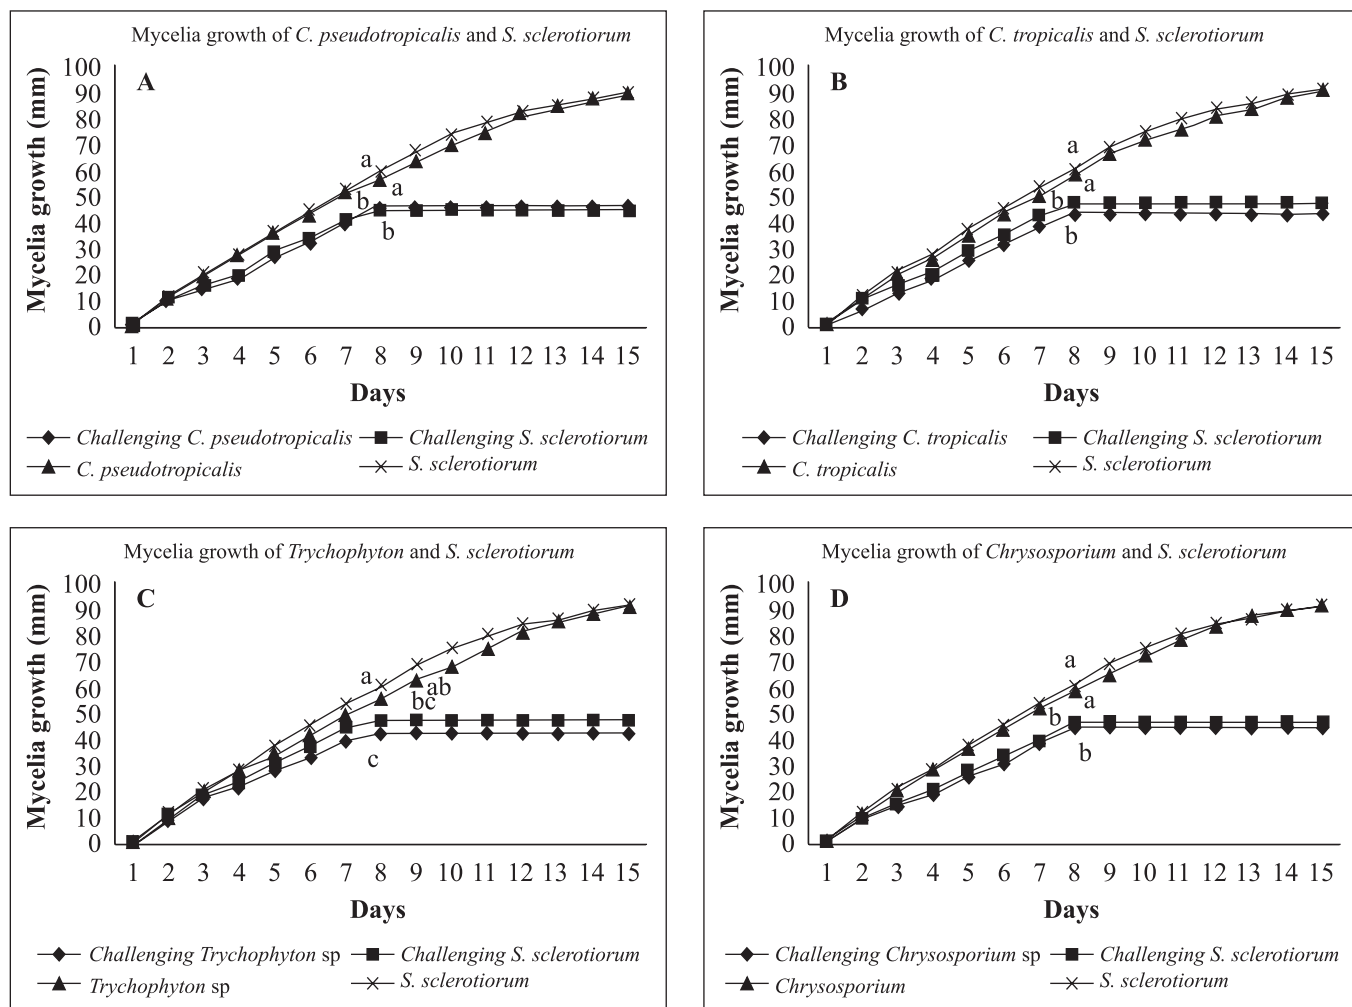 Mycelia growth of C. pseudotropicalis and S. sclerotiorum
A
Mycelia growth (mm)
100
90
80
70
60
50
40
30
20
10
0
a
a
b
b
1 2 3 4 5 6 7 8 9 10 11 12 13 14 15
Days
Challenging C. pseudotropicalis Challenging S. sclerotiorum
C. pseudotropicalis S. sclerotiorum
Mycelia growth of C. tropicalis and S. sclerotiorum
B
Mycelia growth (mm)
100
90
80
70
60
50
40
30
20
10
0
a
a
b
b
1 2 3 4 5 6 7 8 9 10 11 12 13 14 15
Days
Challenging C. tropicalis Challenging S. sclerotiorum
C. tropicalis S. sclerotiorum
Mycelia growth of Trychophyton and S. sclerotiorum
C
Mycelia growth (mm)
100
90
80
70
60
50
40
30
20
10
0
a
ab
bc
c
1 2 3 4 5 6 7 8 9 10 11 12 13 14 15
Days
Challenging Trychophyton sp Challenging S. sclerotiorum
Trychophyton sp S. sclerotiorum
Mycelia growth of Chrysosporium and S. sclerotiorum
D
Mycelia growth (mm)
100
90
80
70
60
50
40
30
20
10
0
a
a
b
b
1 2 3 4 5 6 7 8 9 10 11 12 13 14 15
Days
Challenging Chrysosporium sp Challenging S. sclerotiorum
Chrysosporium S. sclerotiorum